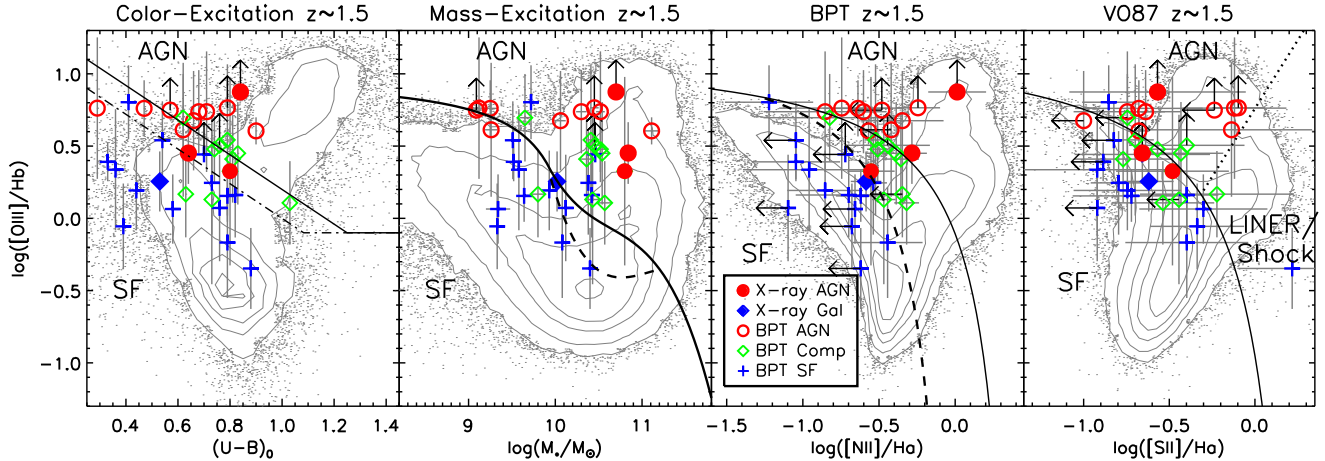 Color-Excitation z~1.5
Mass-Excitation z~1.5
BPT z~1.5
VO87 z~1.5
log([OIII]/Hb)
1.0
0.5
0.0
-0.5
-1.0
AGN
SF
AGN
SF
AGN
SF
AGN
SF
LINER/
Shock
X-ray AGN
X-ray Gal
BPT AGN
BPT Comp
BPT SF
0.4 0.6 0.8 1.0 1.2 1.4
9 10 11
-1.5 -1.0 -0.5 0.0
-1.0 -0.5 0.0
(U-B)₀
log(M*/M⊙)
log([NII]/Ha)
log([SII]/Ha)